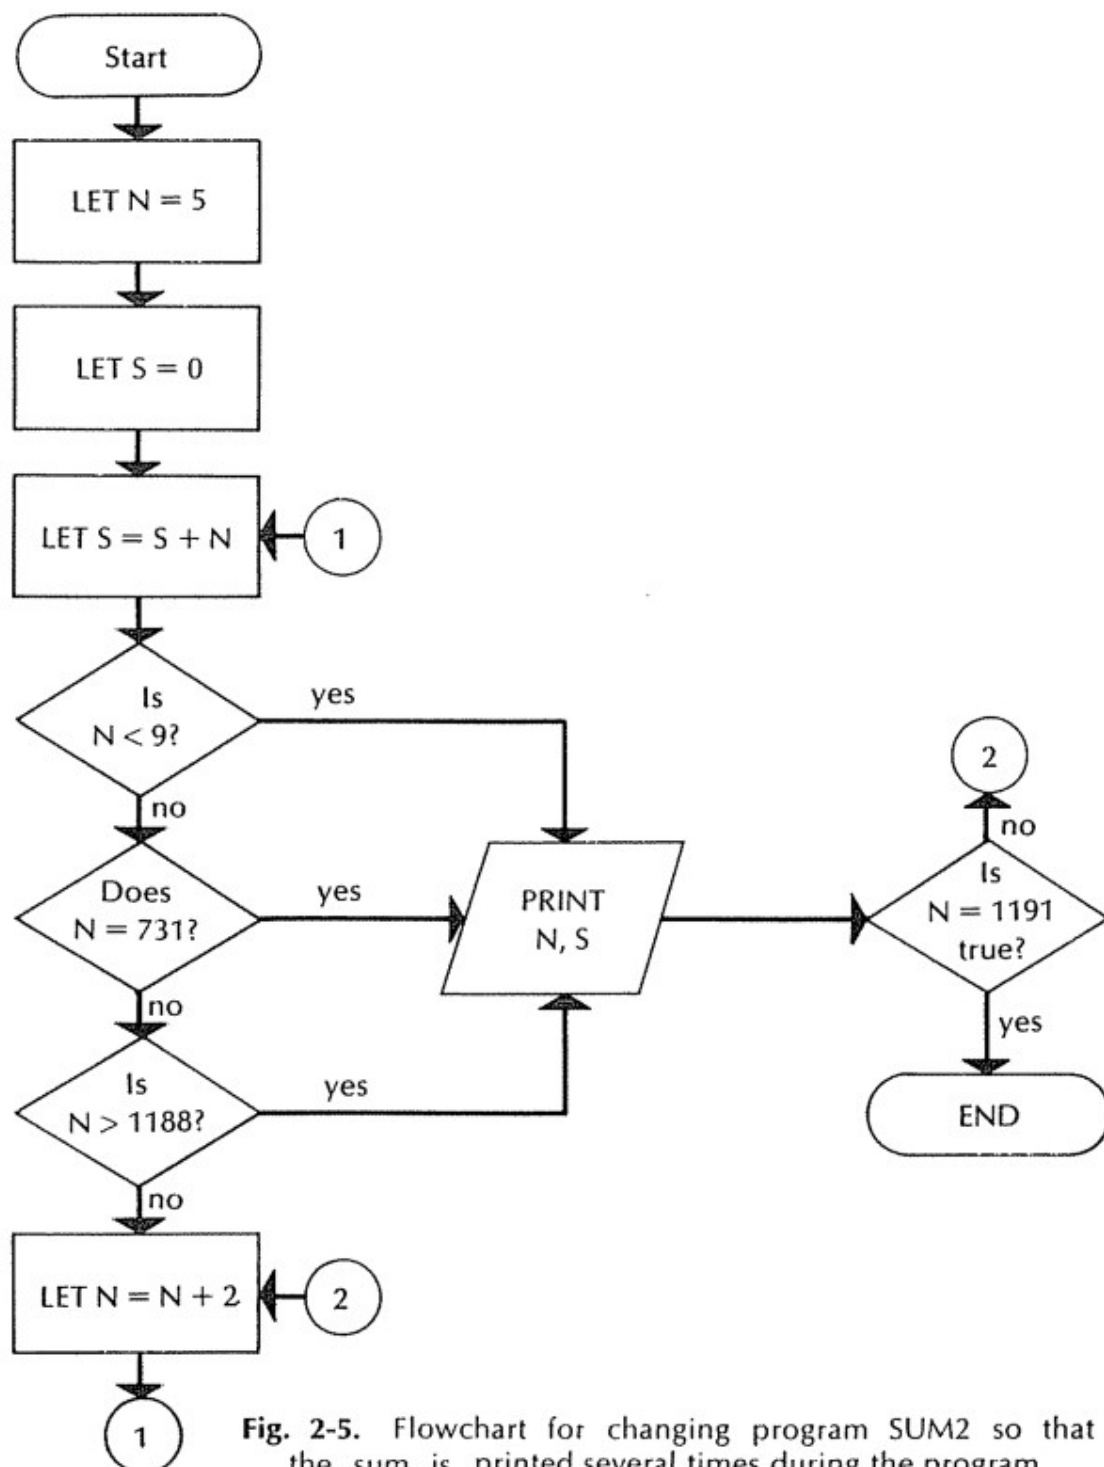 Start
LET N = 5
LET S = 0
LET S = S + N
1
Is
N < 9?
yes
no
Does
N = 731?
yes
no
Is
N > 1188?
yes
no
LET N = N + 2
2
1
PRINT
N, S
2
no
Is
N = 1191
true?
yes
END
Fig. 2-5. Flowchart for changing program SUM2 so that
the sum is printed several times during the program